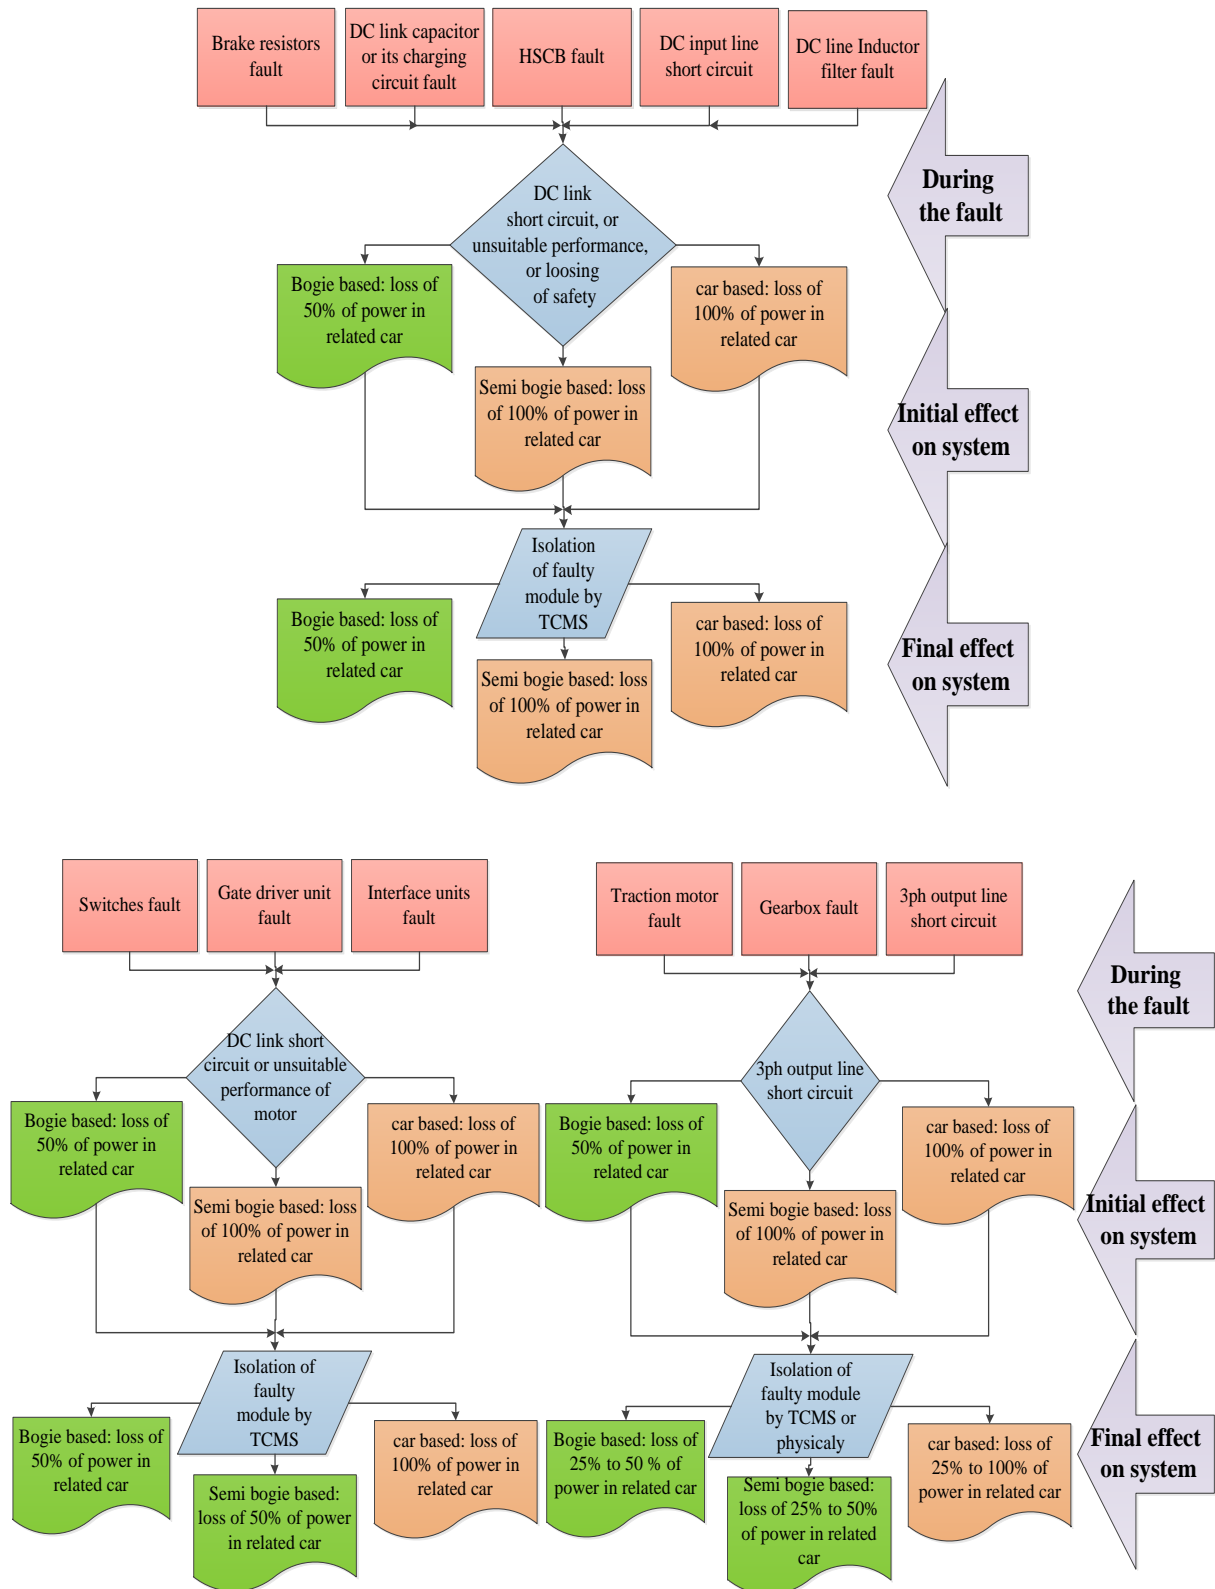 Brake resistors
fault
DC link capacitor
or its charging
circuit fault
HSCB fault
DC input line
short circuit
DC line Inductor
filter fault
During
the fault
DC link
short circuit, or
unsuitable performance,
or loosing
of safety
Bogie based: loss of
50% of power in
related car
car based: loss of
100% of power in
related car
Semi bogie based: loss
of 100% of power in
related car
Initial effect
on system
Isolation
of faulty
module by
TCMS
Bogie based: loss of
50% of power in
related car
car based: loss of
100% of power in
related car
Semi bogie based: loss
of 100% of power in
related car
Final effect
on system
Switches fault
Gate driver unit
fault
Interface units
fault
DC link short
circuit or unsuitable
performance of
motor
Bogie based: loss of
50% of power in
related car
car based: loss of
100% of power in
related car
Semi bogie based: loss
of 100% of power in
related car
Isolation of
faulty
module by
TCMS
Bogie based: loss of
50% of power in
related car
car based: loss of
100% of power in
related car
Semi bogie based:
loss of 50% of power
in related car
Traction motor
fault
Gearbox fault
3ph output line
short circuit
During
the fault
3ph output line
short circuit
Bogie based: loss of
50% of power in
related car
car based: loss of
100% of power in
related car
Semi bogie based: loss
of 100% of power in
related car
Initial effect
on system
Isolation of
faulty module
by TCMS or
physicaly
Bogie based: loss of
25% to 50 % of
power in related car
car based: loss of
25% to 100% of
power in related car
Semi bogie based:
loss of 25% to 50%
of power in related
car
Final effect
on system